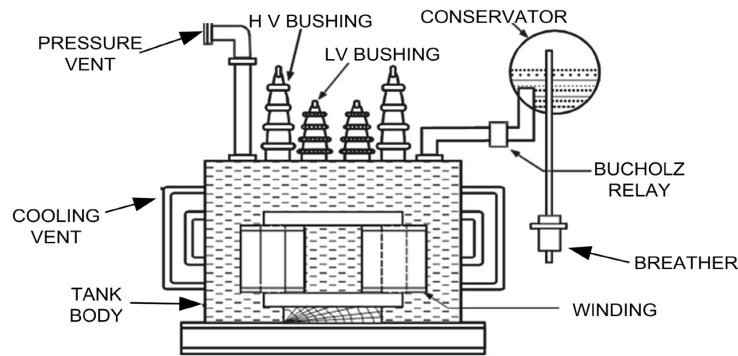 H V BUSHING
CONSERVATOR
PRESSURE
VENT
LV BUSHING
BUCHOLZ
RELAY
COOLING
VENT
BREATHER
TANK
BODY
WINDING